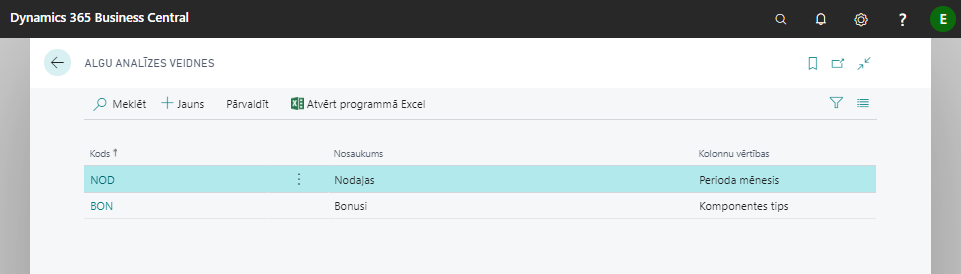 Dynamics 365 Business Central
?
E
ALGU ANALĪZES VEIDNES
Meklēt Jauns Pārvaldīt Atvērt programmā Excel
Kods ↑ Nosaukums Kolonnu vērtības
NOD Nodaļas Perioda mēnesis
BON Bonusi Komponentes tips